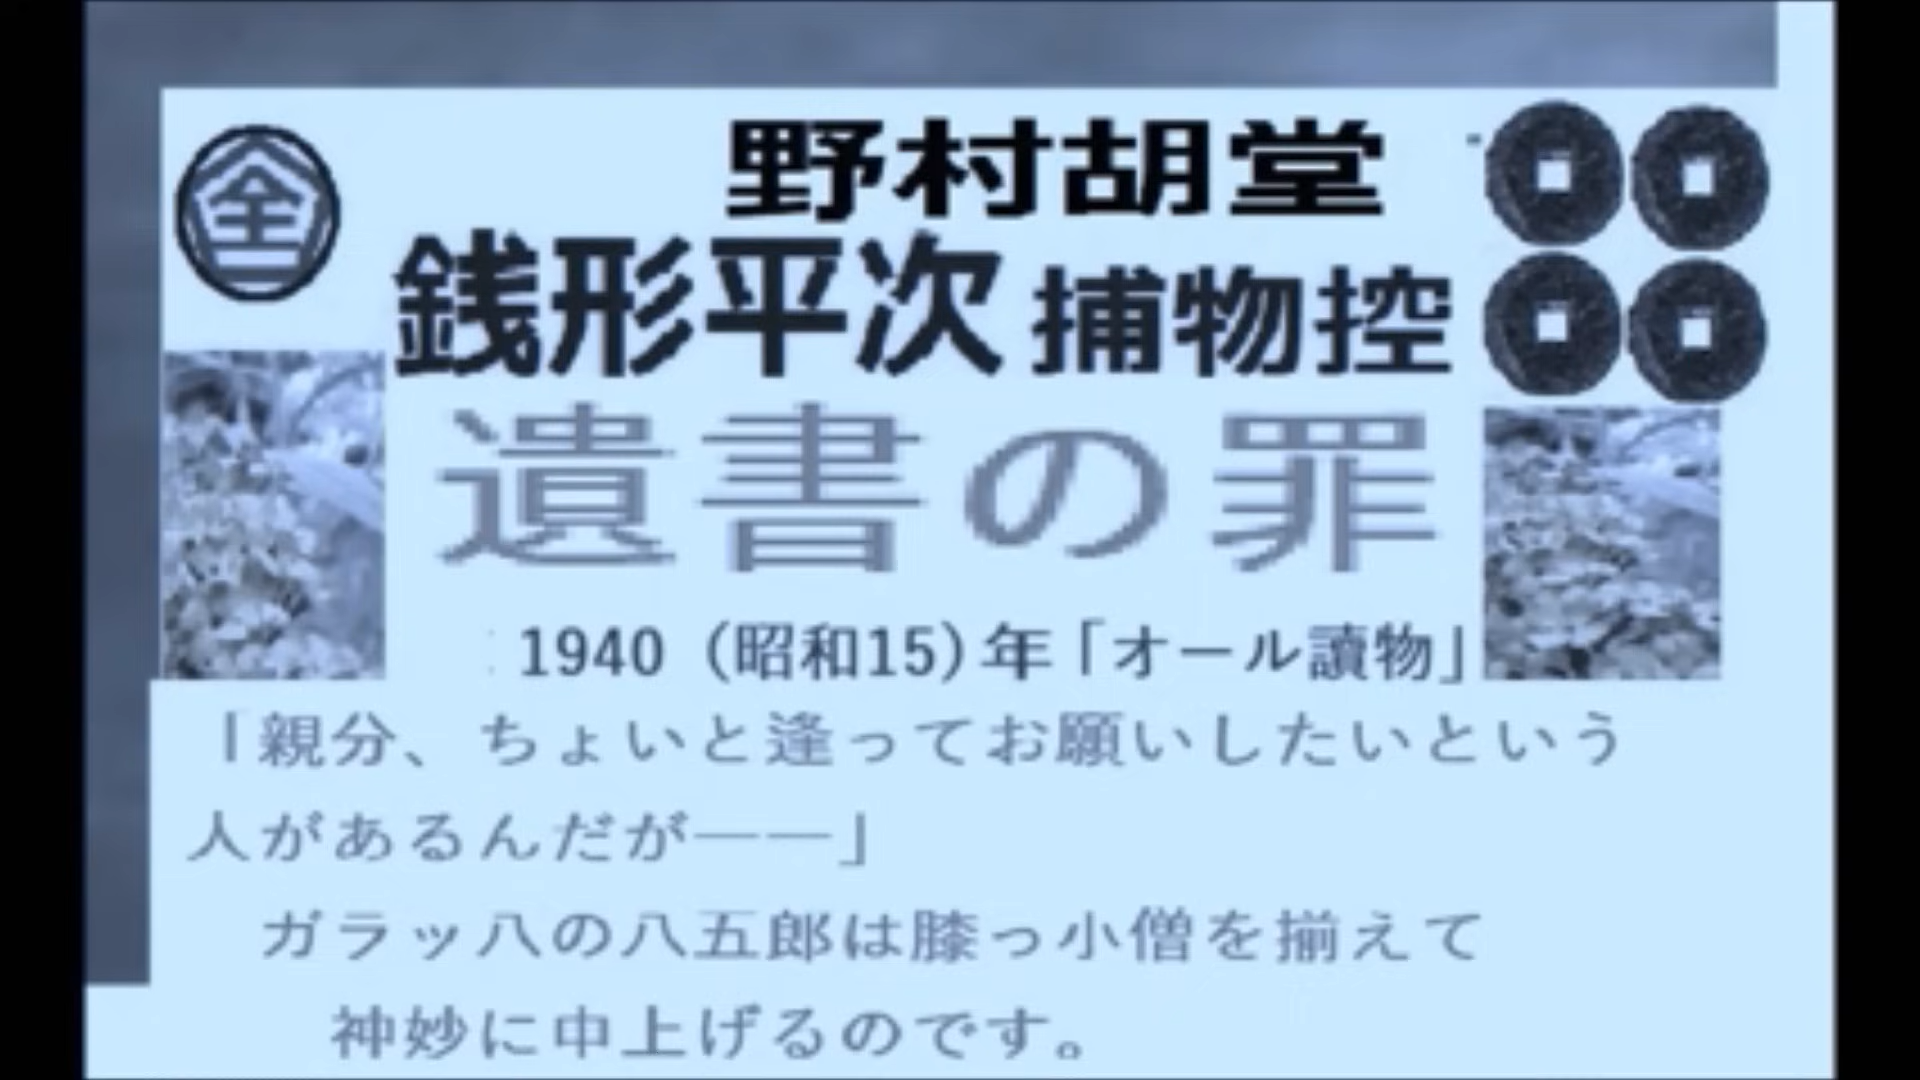 全
野村胡堂
銭形平次 捕物控
遺書の罪
1940（昭和15）年「オール讀物」
「親分、ちょいと逢ってお願いしたいという
人があるんだが――」
ガラッ八の八五郎は膝っ小僧を揃えて
神妙に中上げるのです。